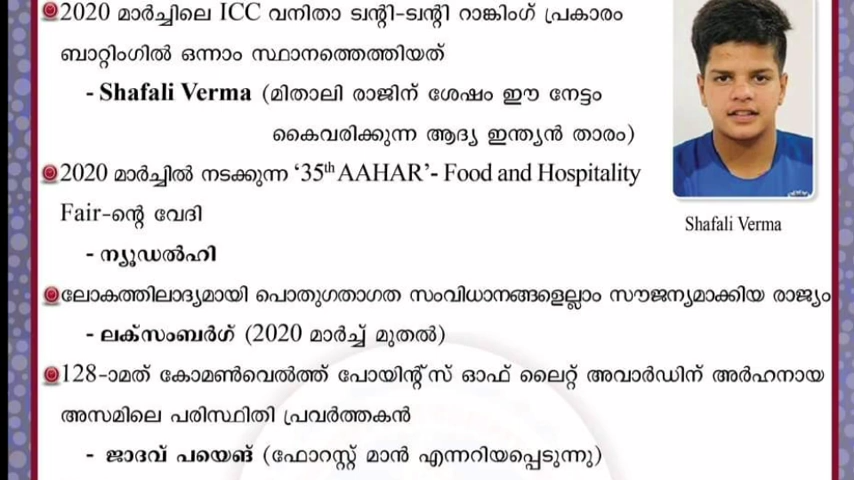 2020 മാർച്ചിലെ ICC വനിതാ ട്വന്റി-ട്വന്റി റാങ്കിംഗ് പ്രകാരം
ബാറ്റിംഗിൽ ഒന്നാം സ്ഥാനത്തെത്തിയത്
- Shafali Verma (മിതാലി രാജിന് ശേഷം ഈ നേട്ടം
കൈവരിക്കുന്ന ആദ്യ ഇന്ത്യൻ താരം)
2020 മാർച്ചിൽ നടക്കുന്ന ‘35th AAHAR’- Food and Hospitality
Fair-ന്റെ വേദി
- ന്യൂഡൽഹി
Shafali Verma
ലോകത്തിലാദ്യമായി പൊതുഗതാഗത സംവിധാനങ്ങളെല്ലാം സൗജന്യമാക്കിയ രാജ്യം
- ലക്സംബർഗ് (2020 മാർച്ച് മുതൽ)
128-ാമത് കോമൺവെൽത്ത് പോയിന്റ്സ് ഓഫ് ലൈറ്റ് അവാർഡിന് അർഹനായ
അസമിലെ പരിസ്ഥിതി പ്രവർത്തകൻ
- ജാദവ് പയെങ് (ഫോറസ്റ്റ് മാൻ എന്നറിയപ്പെടുന്നു)